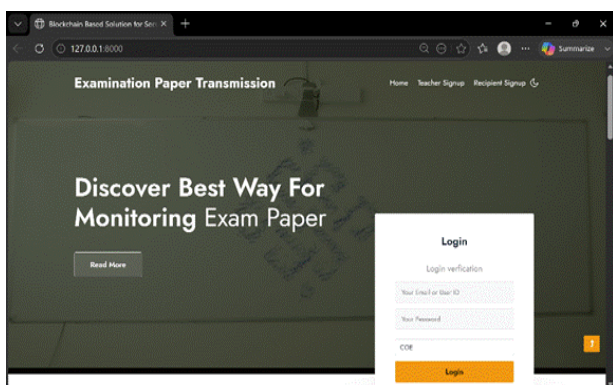 Blockchain Based Solution for Secu
127.0.0.1:8000
Summarize
Examination Paper Transmission
Home Teacher Signup Recipient Signup
Discover Best Way For
Monitoring Exam Paper
Read More
Login
Login verfication
Your Email or User ID
Your Password
COE
Login